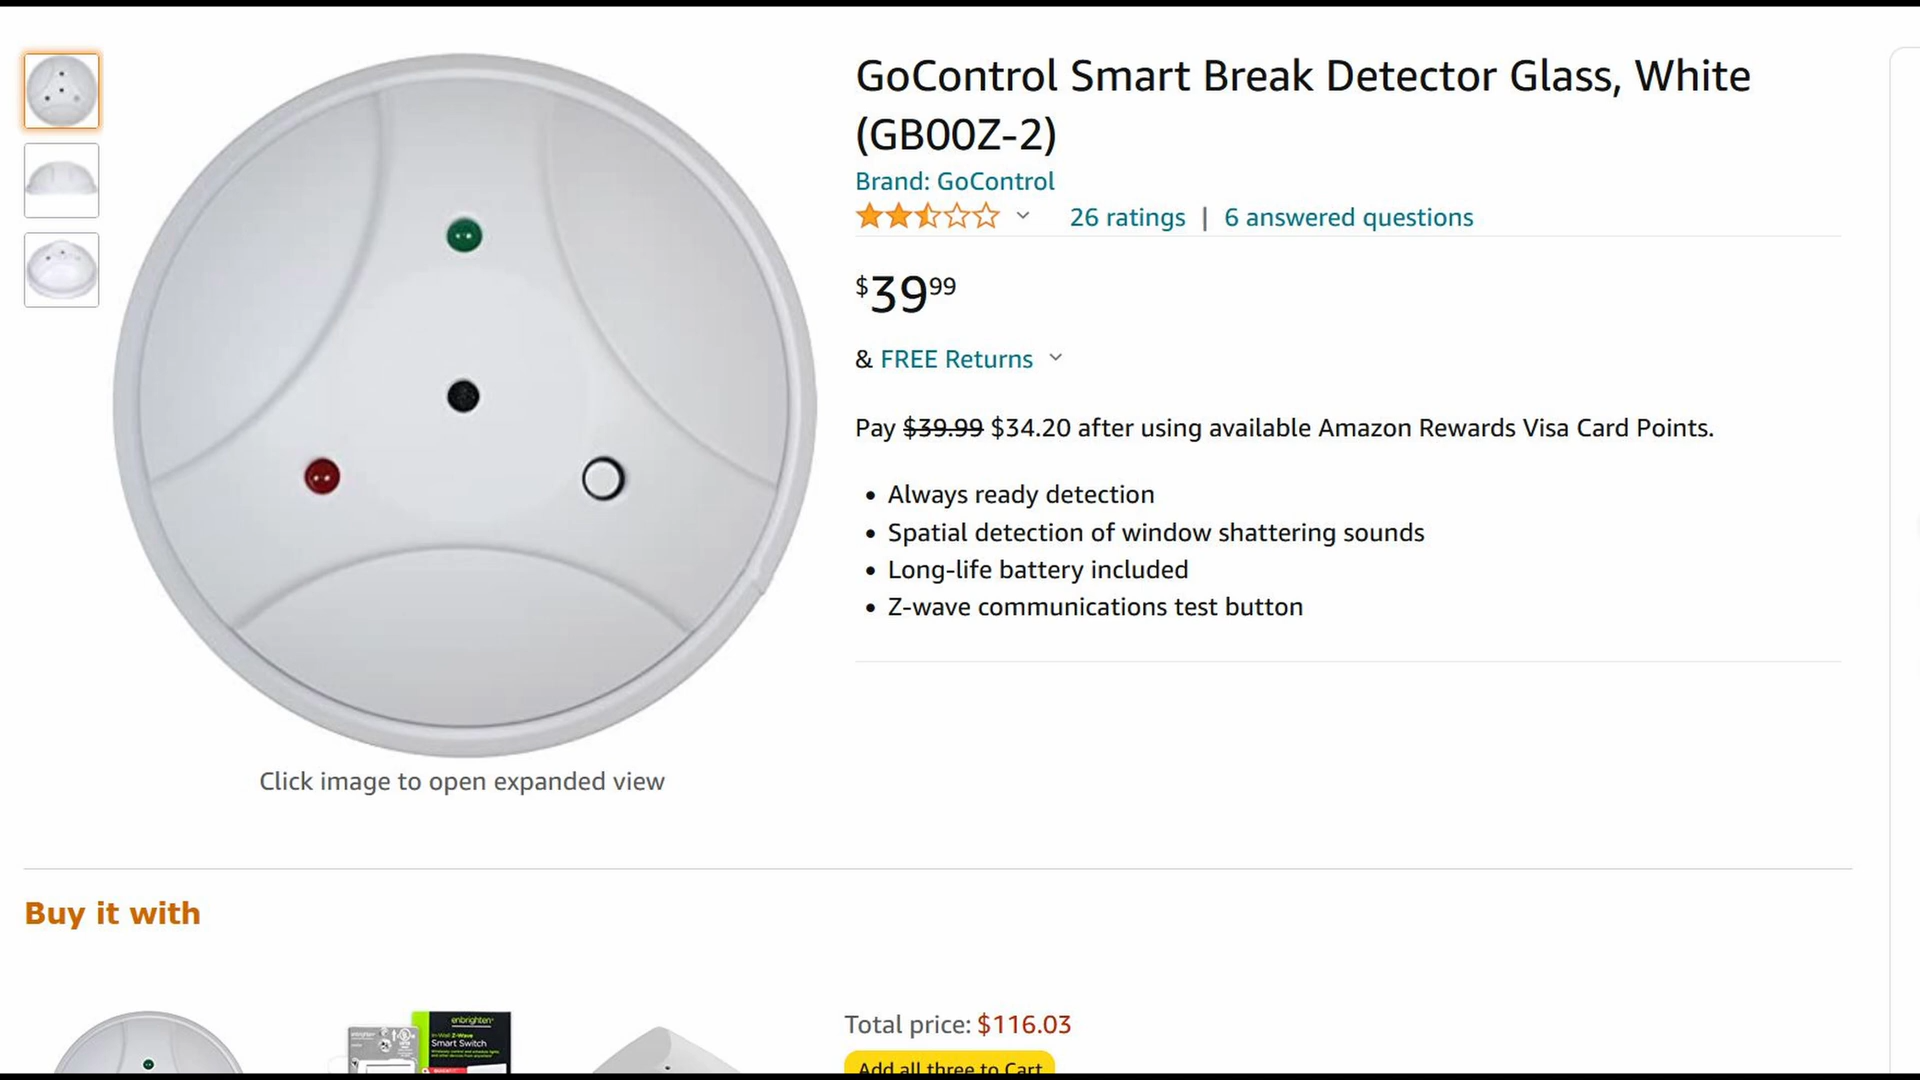 GoControl Smart Break Detector Glass, White
(GB00Z-2)
Brand: GoControl
26 ratings | 6 answered questions
$39.99
& FREE Returns
Pay $39.99 $34.20 after using available Amazon Rewards Visa Card Points.
• Always ready detection
• Spatial detection of window shattering sounds
• Long-life battery included
• Z-wave communications test button
Click image to open expanded view
Buy it with
enbrighten
In-Wall Z-Wave
Smart Switch
Total price: $116.03
Add all three to Cart